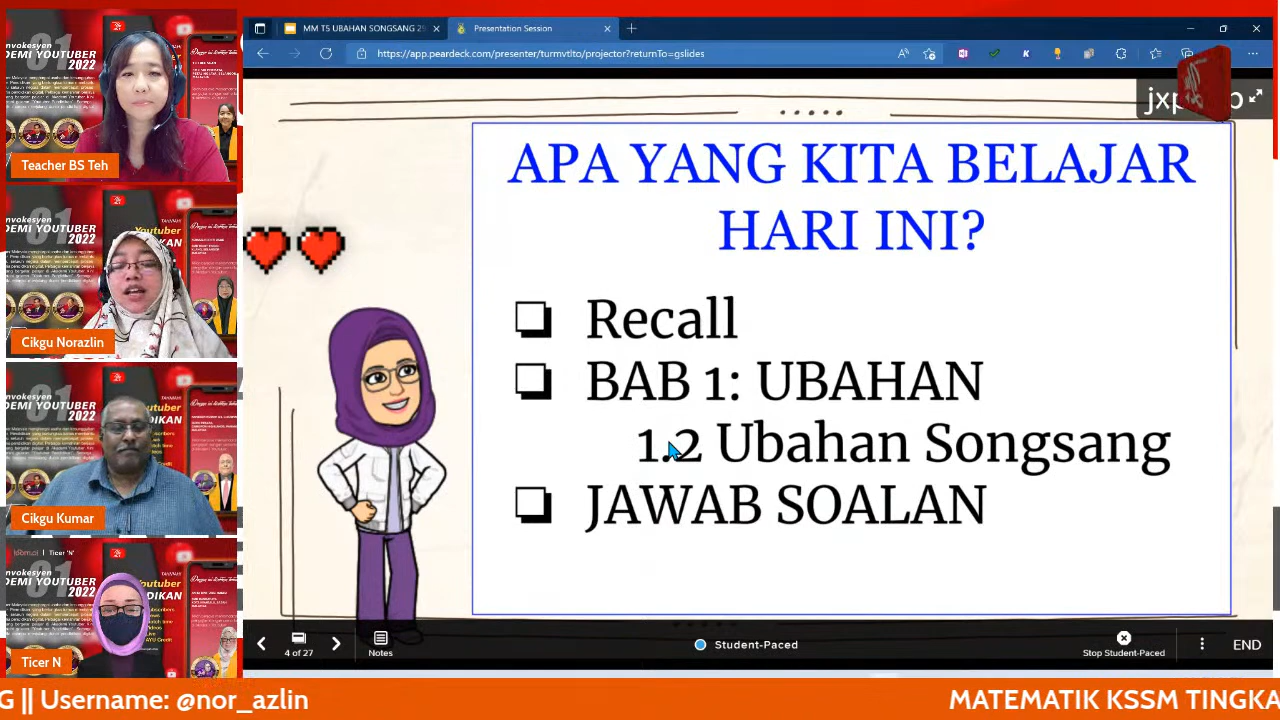 MM T5 UBAHAN SONGSANG
Presentation Session
https://app.peardeck.com/presenter/turmvtlto/projector?returnTo=gslides
APA YANG KITA BELAJAR
HARI INI?
Recall
BAB 1: UBAHAN
1.2 Ubahan Songsang
JAWAB SOALAN
4 of 27
Notes
Student-Paced
Stop Student-Paced
END
Teacher BS Teh
Cikgu Norazlin
Cikgu Kumar
Ticer N
G || Username: @nor_azlin
MATEMATIK KSSM TINGKA